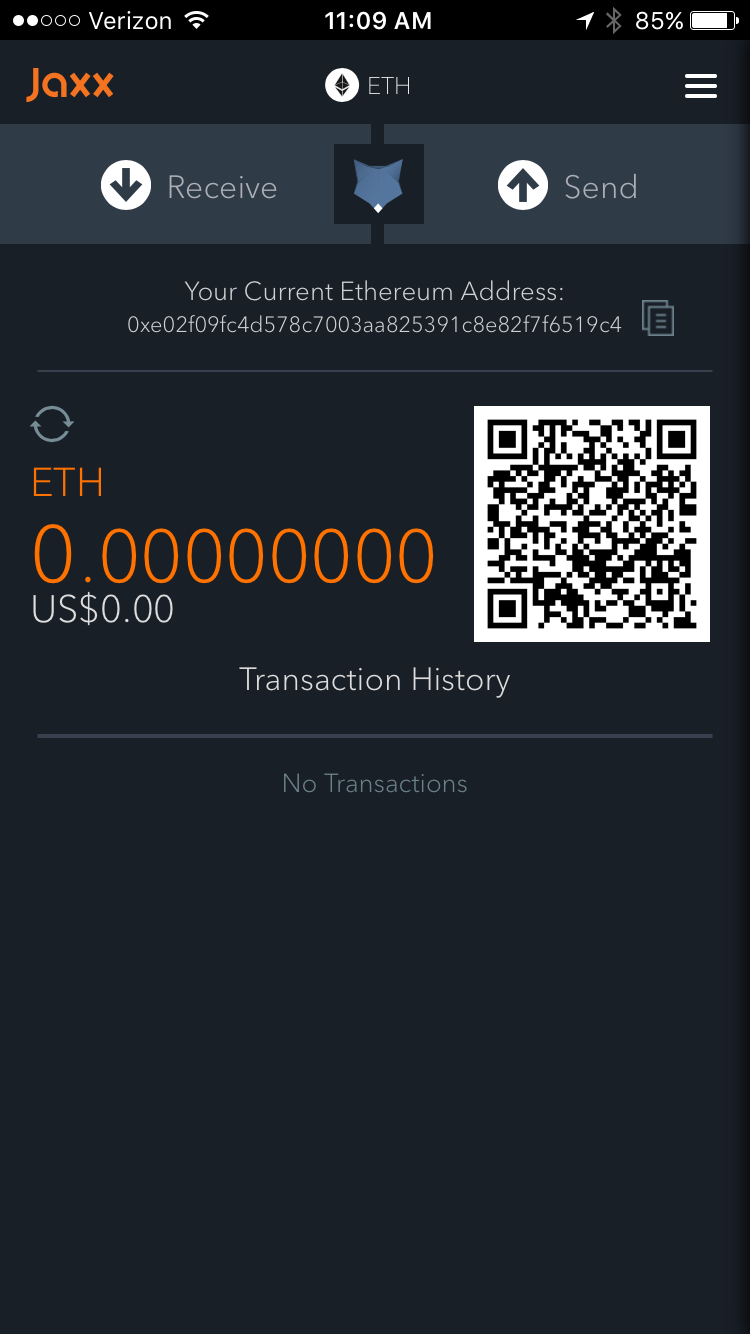 Verizon 11:09 AM 85%
Jaxx ETH
Receive Send
Your Current Ethereum Address:
0xe02f09fc4d578c7003aa825391c8e82f7f6519c4
ETH
0.00000000
US$0.00
Transaction History
No Transactions